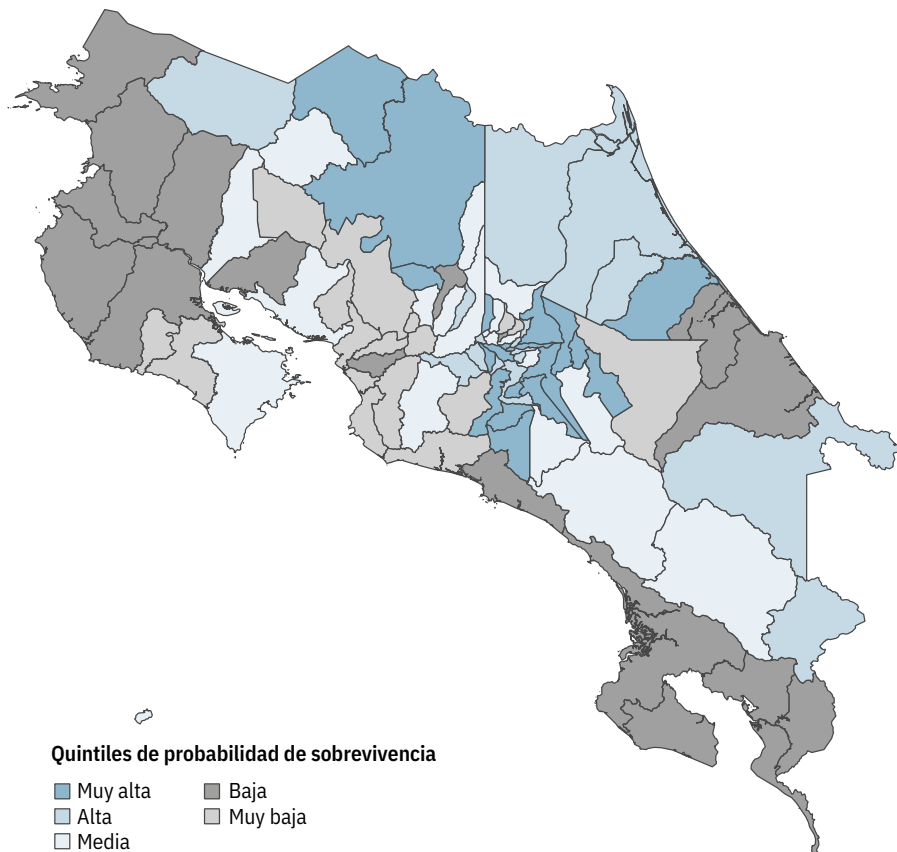 Quintiles de probabilidad de sobrevivencia
Muy alta
Alta
Media
Baja
Muy baja